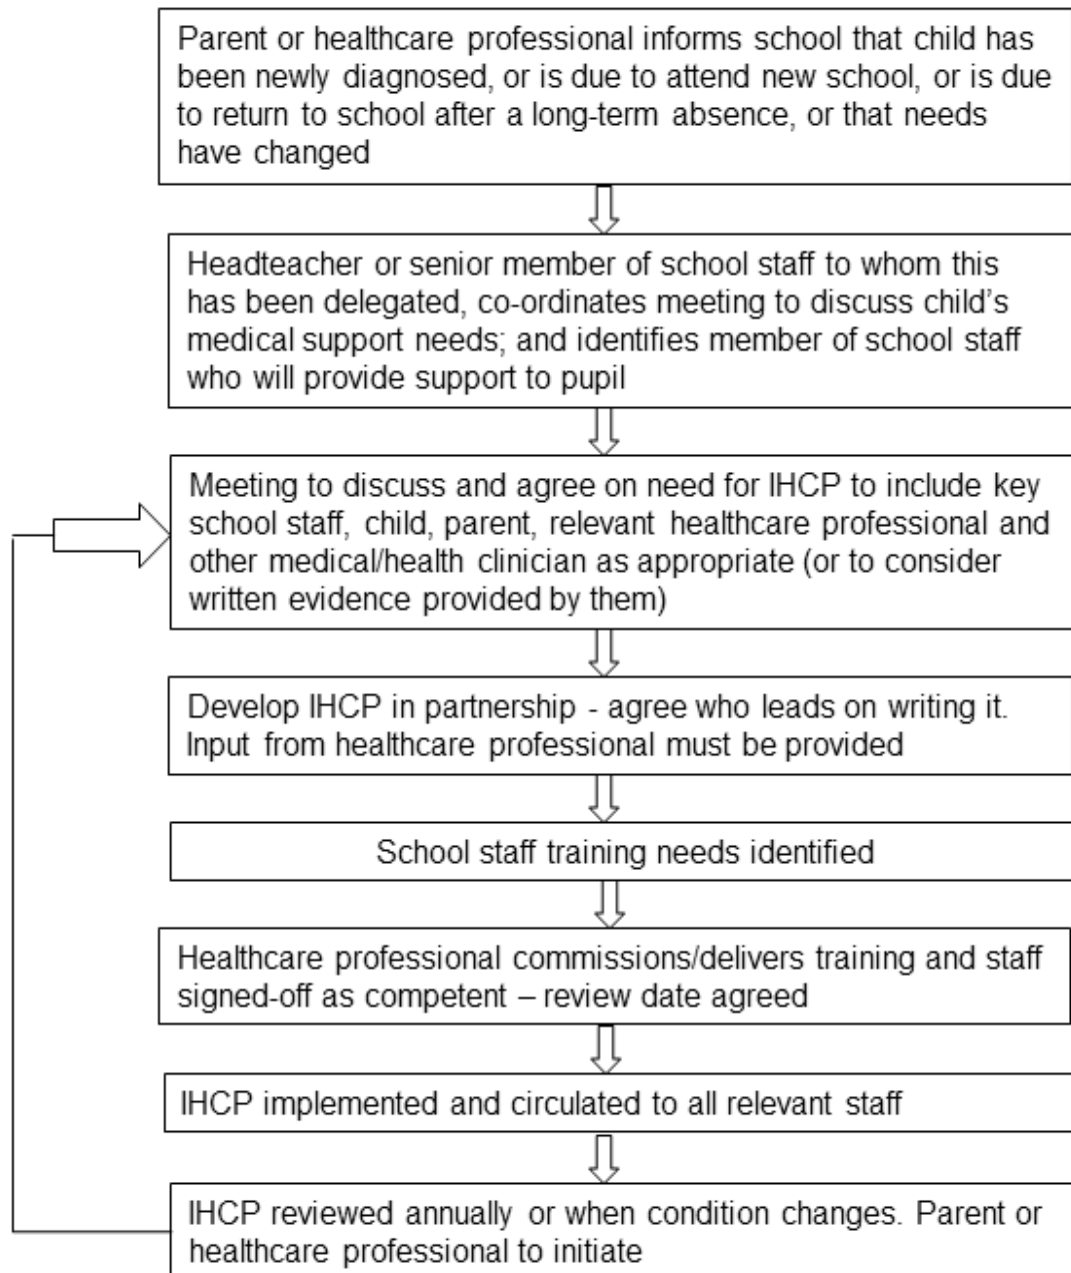 Parent or healthcare professional informs school that child has
been newly diagnosed, or is due to attend new school, or is due
to return to school after a long-term absence, or that needs
have changed
Headteacher or senior member of school staff to whom this
has been delegated, co-ordinates meeting to discuss child’s
medical support needs; and identifies member of school staff
who will provide support to pupil
Meeting to discuss and agree on need for IHCP to include key
school staff, child, parent, relevant healthcare professional and
other medical/health clinician as appropriate (or to consider
written evidence provided by them)
Develop IHCP in partnership - agree who leads on writing it.
Input from healthcare professional must be provided
School staff training needs identified
Healthcare professional commissions/delivers training and staff
signed-off as competent – review date agreed
IHCP implemented and circulated to all relevant staff
IHCP reviewed annually or when condition changes. Parent or
healthcare professional to initiate